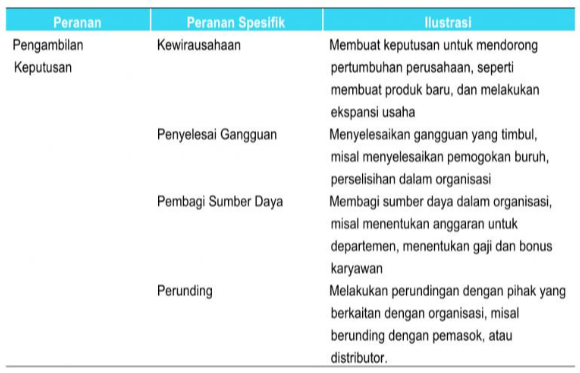 Peranan Peranan Spesifik Ilustrasi
Pengambilan Kewirausahaan Membuat keputusan untuk mendorong
Keputusan pertumbuhan perusahaan, seperti
membuat produk baru, dan melakukan
ekspansi usaha
Penyelesai Gangguan Menyelesaikan gangguan yang timbul,
misal menyelesaikan pemogokan buruh,
perselisihan dalam organisasi
Pembagi Sumber Daya Membagi sumber daya dalam organisasi,
misal menentukan anggaran untuk
departemen, menentukan gaji dan bonus
karyawan
Perunding Melakukan perundingan dengan pihak yang
berkaitan dengan organisasi, misal
berunding dengan pemasok, atau
distributor.